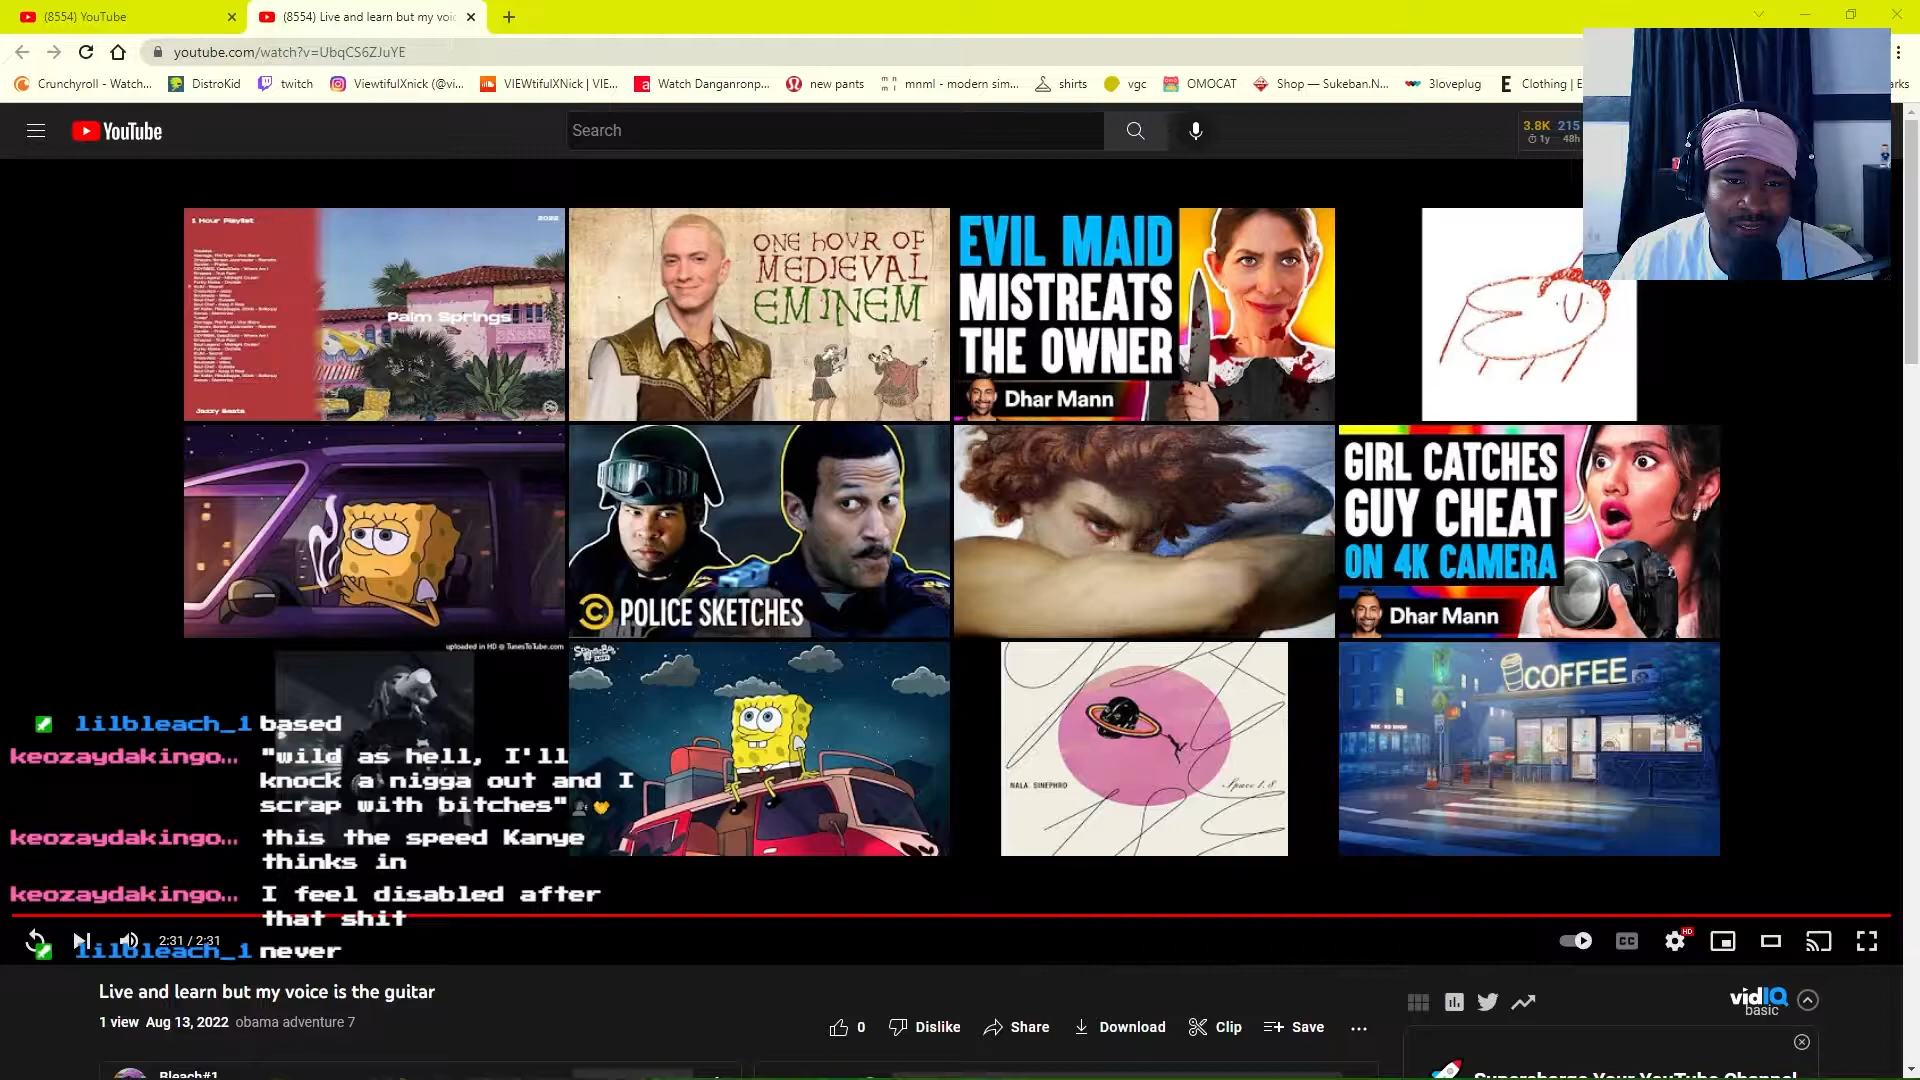 (8554) YouTube
(8554) Live and learn but my voic
youtube.com/watch?v=UbqCS6ZJuYE
Crunchyroll - Watch...
DistroKid
twitch
ViewtifulXnick (@vi...
VIEWtifulXNick | VIE...
Watch Danganronp...
new pants
mnml - modern sim...
shirts
vgc
OMOCAT
Shop — Sukeban.N...
3loveplug
Clothing | E
arks
YouTube
Search
3.8K 215
1y 48h
1 Hour Playlist
2022
Palm Springs
Jazzy Beats
ONE HOUR OF
MEDIEVAL
EMINEM
EVIL MAID
MISTREATS
THE OWNER
Dhar Mann
POLICE SKETCHES
GIRL CATCHES
GUY CHEAT
ON 4K CAMERA
Dhar Mann
uploaded in HD @ TunesToTube.com
NALA SINEPHRO
Space 1.8
COFFEE
lilbleach_1 based
keozaydakingo... "wild as hell, I'll
knock a nigga out and I
scrap with bitches"
keozaydakingo... this the speed Kanye
thinks in
keozaydakingo... I feel disabled after
that shit
lilbleach_1 never
2:31 / 2:31
CC
HD
Live and learn but my voice is the guitar
1 view Aug 13, 2022 obama adventure 7
0
Dislike
Share
Download
Clip
Save
vidIQ
basic
Bleach#1
Supercharge Your YouTube Channel